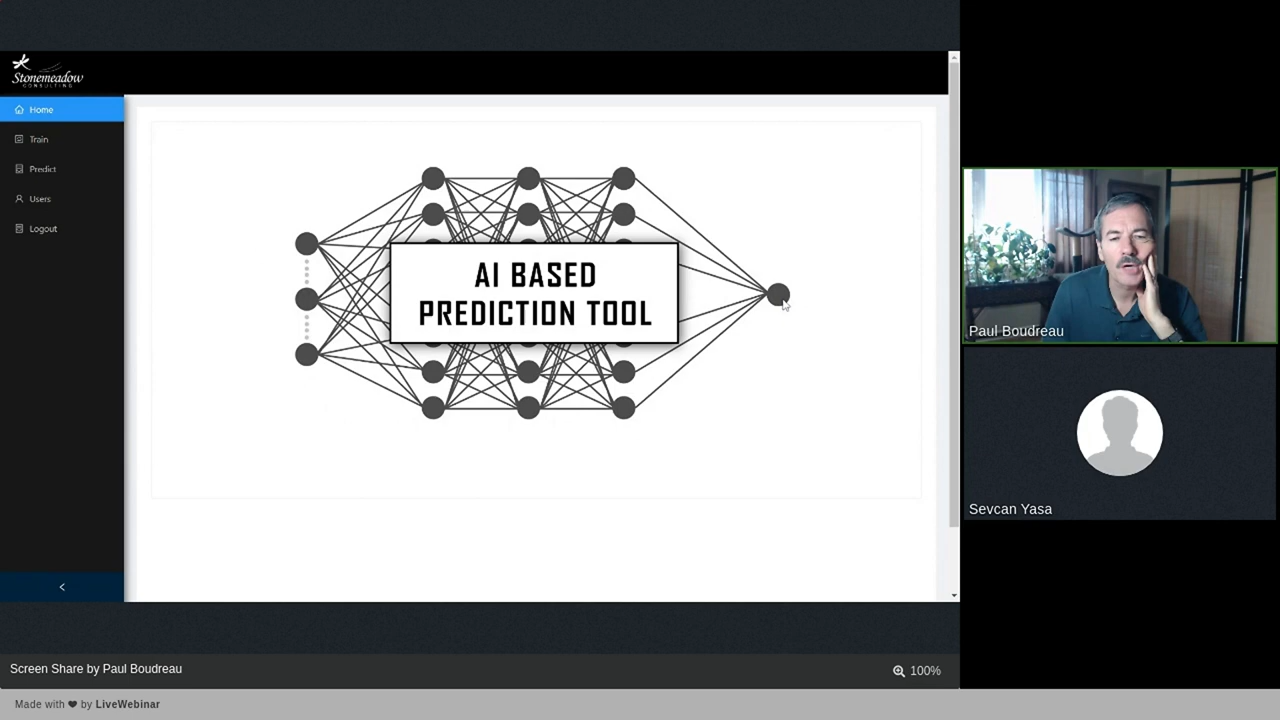 Stonemeadow
CONSULTING
Home
Train
Predict
Users
Logout
AI BASED
PREDICTION TOOL
Paul Boudreau
Sevcan Yasa
Screen Share by Paul Boudreau
100%
Made with ❤ by LiveWebinar